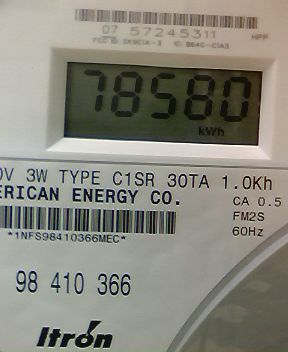 07 57245311
HPP
78580
kWh
0V 3W TYPE C1SR 30TA 1.0Kh
ERICAN ENERGY CO.
CA 0.5
FM2S
60Hz
*1NFS98410366MEC*
98 410 366
Itron